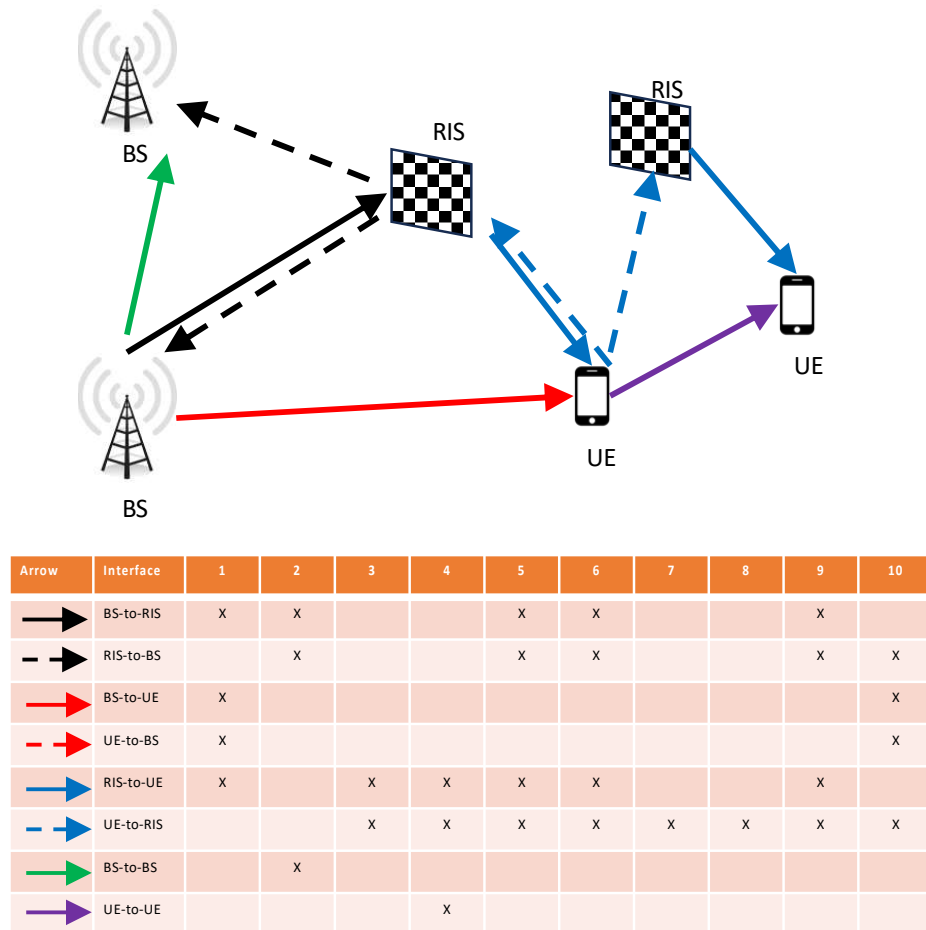 RIS
RIS
BS
UE
UE
BS
Arrow Interface 1 2 3 4 5 6 7 8 9 10
BS-to-RIS X X X X X
RIS-to-BS X X X X X
BS-to-UE X X
UE-to-BS X X
RIS-to-UE X X X X X X
UE-to-RIS X X X X X X X X
BS-to-BS X
UE-to-UE X